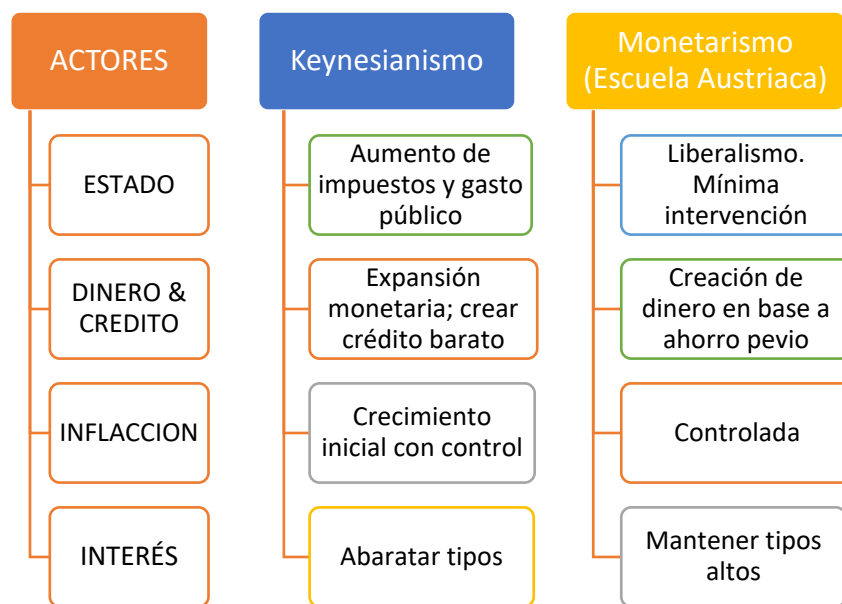 ACTORES
ESTADO
DINERO &
CREDITO
INFLACCION
INTERÉS
Keynesianismo
Aumento de
impuestos y gasto
público
Expansión
monetaria; crear
crédito barato
Crecimiento
inicial con control
Abaratar tipos
Monetarismo
(Escuela Austriaca)
Liberalismo.
Mínima
intervención
Creación de
dinero en base a
ahorro pevio
Controlada
Mantener tipos
altos